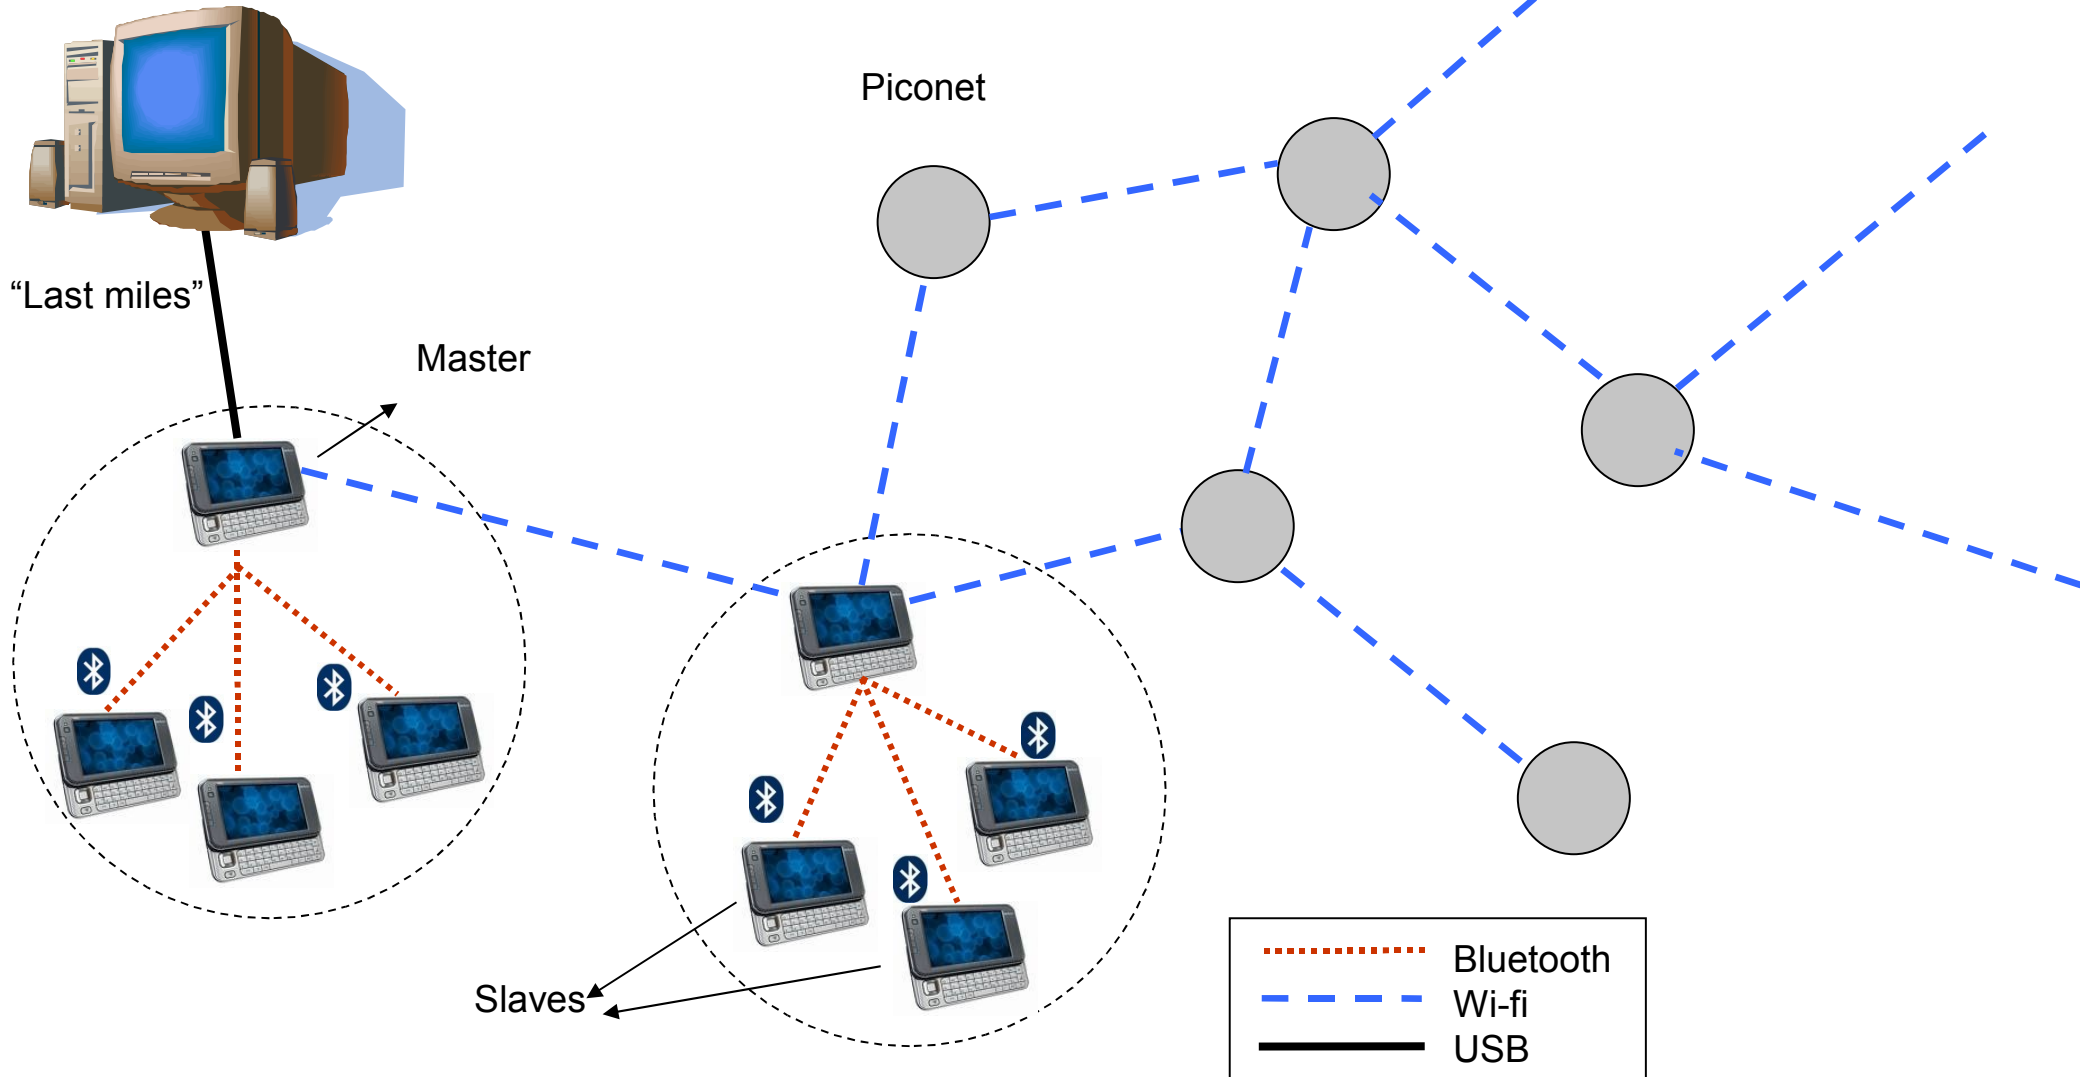 Piconet
“Last miles”
Master
Slaves
Bluetooth
Wi-fi
USB